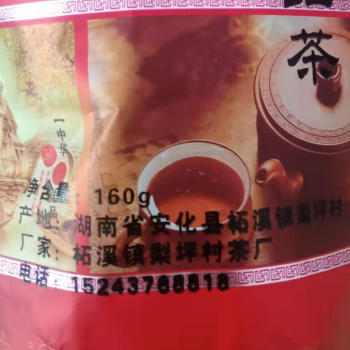 茶
中华
净含量：160g
产地：湖南省安化县柘溪镇梨坪村
厂家：柘溪镇梨坪村茶厂
电话：15243768818